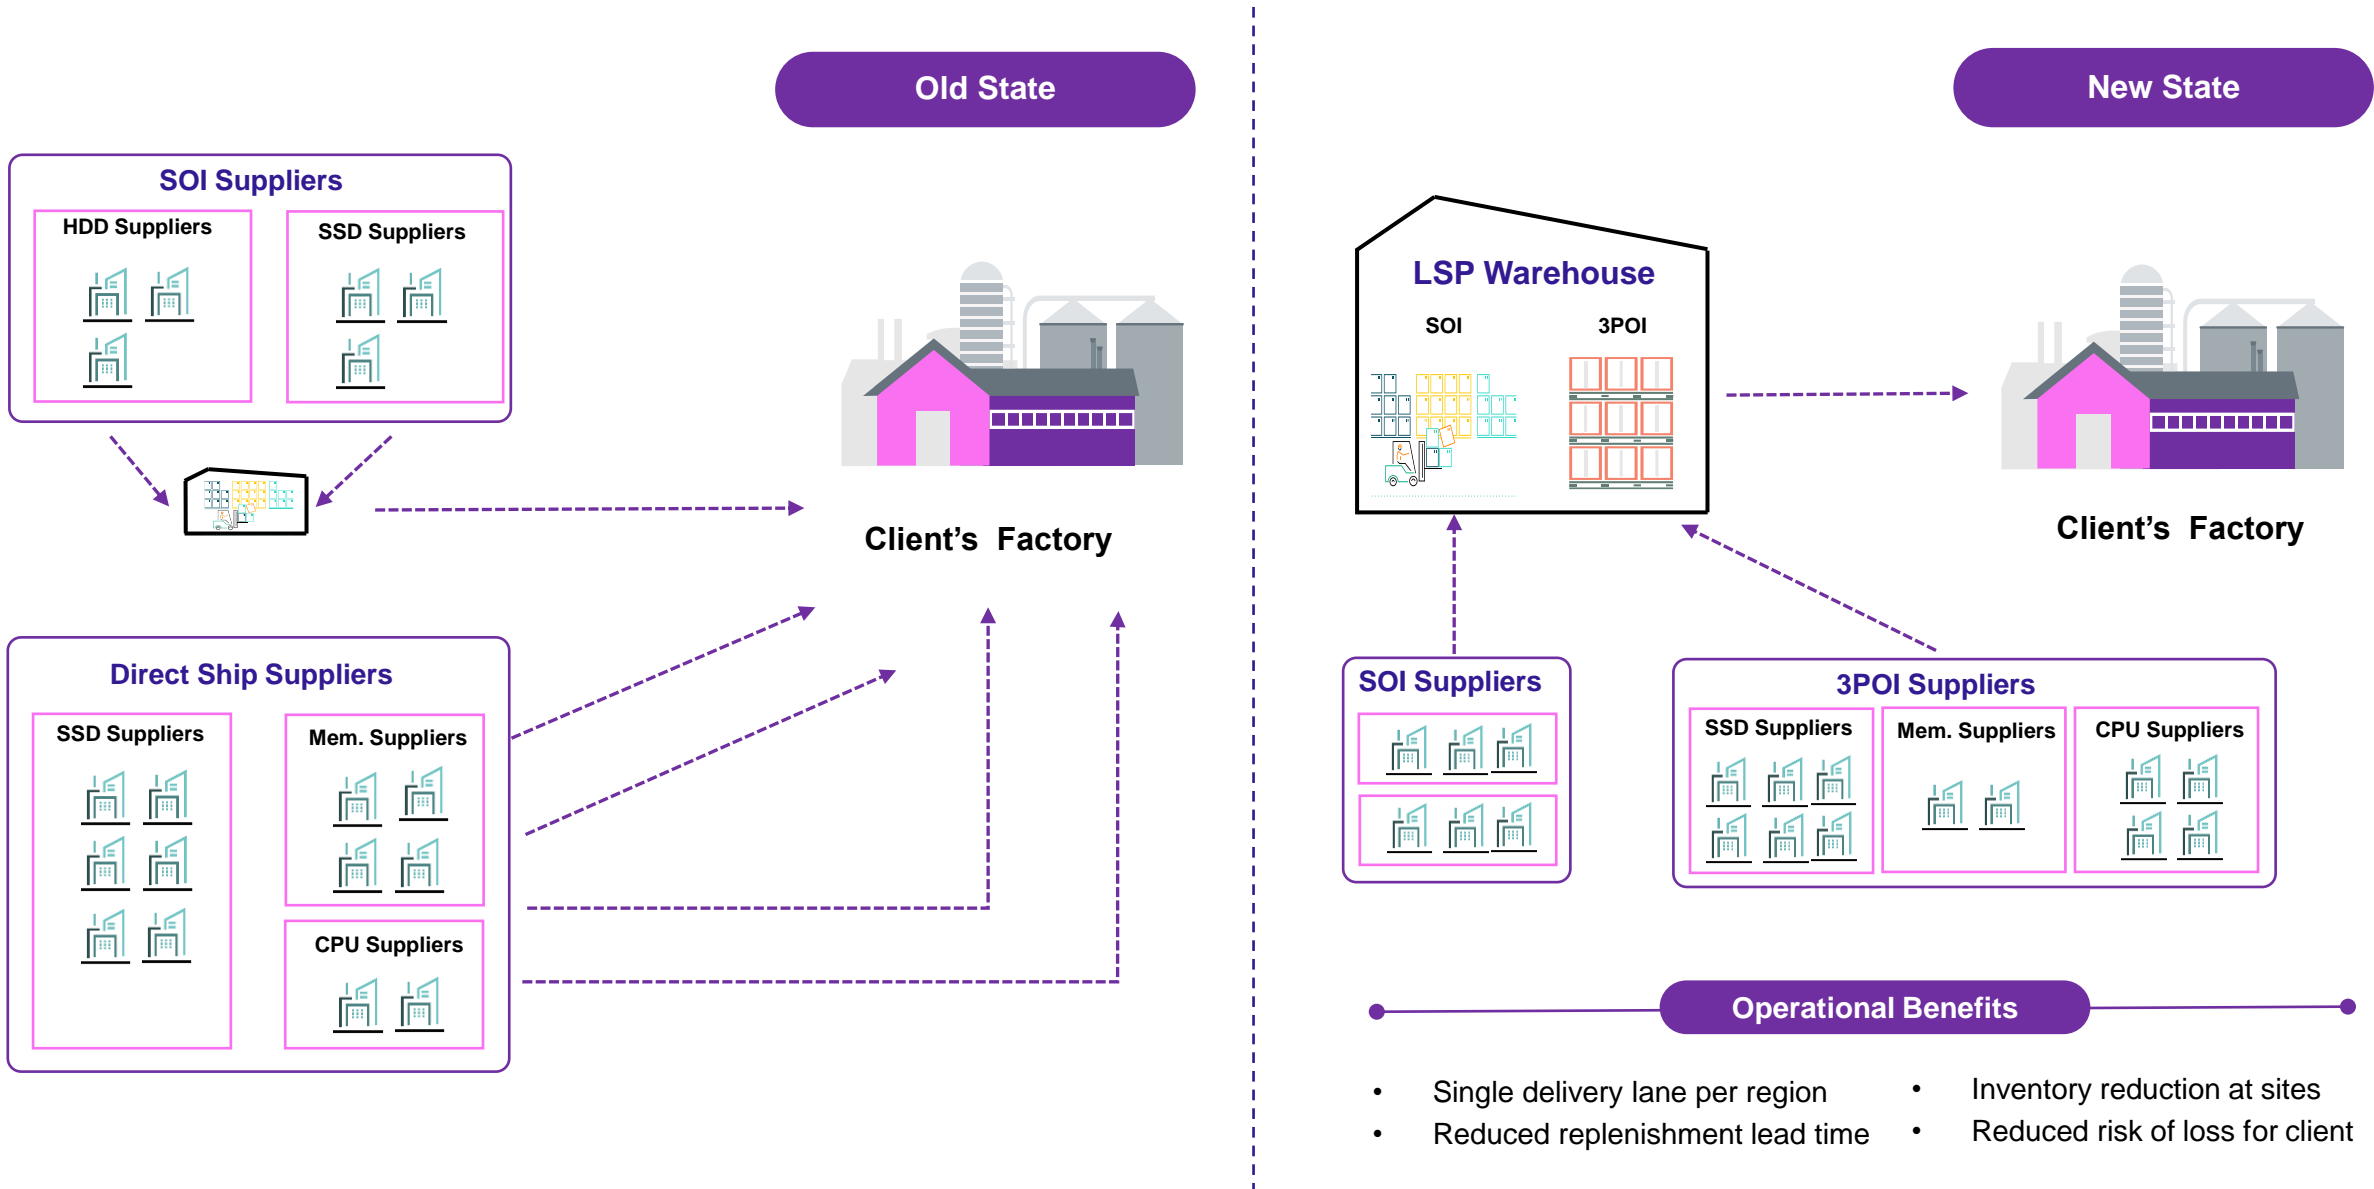 Old State
SOI Suppliers
HDD Suppliers
SSD Suppliers
Client's  Factory
Direct Ship Suppliers
SSD Suppliers
Mem. Suppliers
CPU Suppliers
New State
LSP Warehouse
SOI
3POI
Client's  Factory
SOI Suppliers
3POI Suppliers
SSD Suppliers
Mem. Suppliers
CPU Suppliers
Operational Benefits
• Single delivery lane per region
• Reduced replenishment lead time
• Inventory reduction at sites
• Reduced risk of loss for client